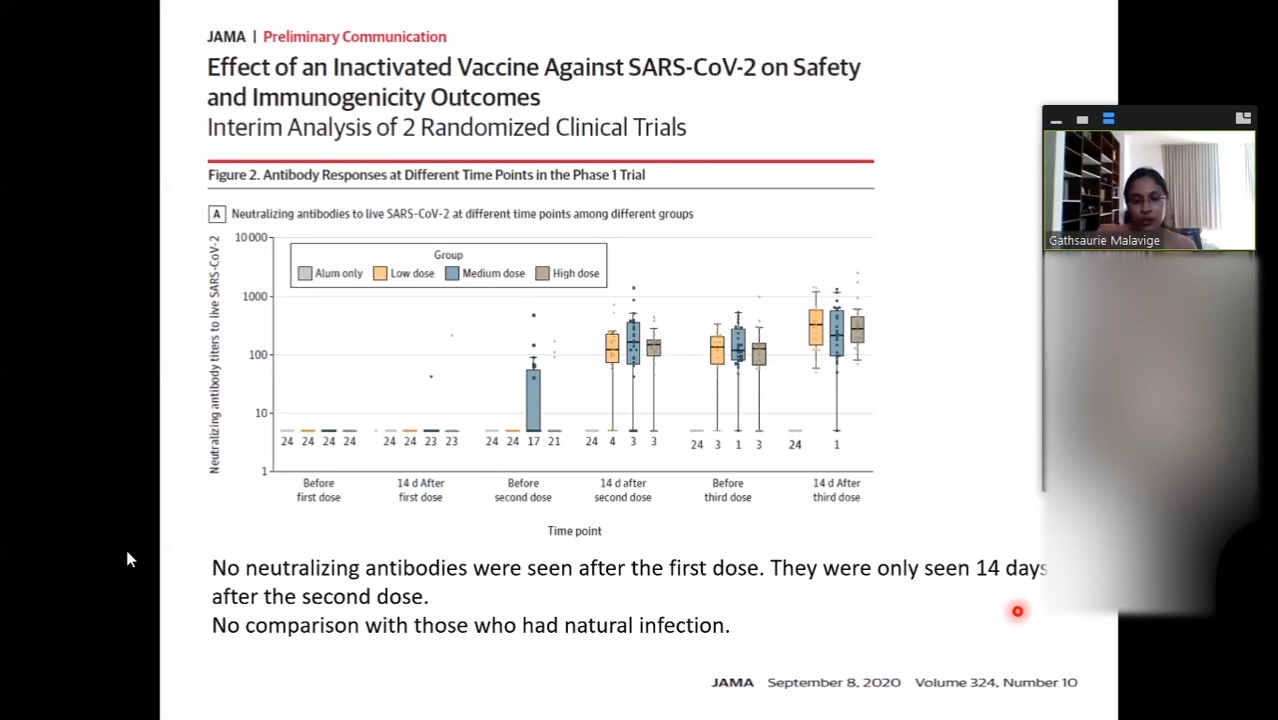 JAMA | Preliminary Communication
Effect of an Inactivated Vaccine Against SARS-CoV-2 on Safety
and Immunogenicity Outcomes
Interim Analysis of 2 Randomized Clinical Trials
Figure 2. Antibody Responses at Different Time Points in the Phase 1 Trial
A Neutralizing antibodies to live SARS-CoV-2 at different time points among different groups
Neutralizing antibody titers to live SARS-CoV-2
Group
Alum only Low dose Medium dose High dose
10 000
1000
100
10
1
24 24 24 24 24 24 23 23 24 24 17 21 24 4 3 3 24 3 1 3 24 1
Before first dose
14 d After first dose
Before second dose
14 d after second dose
Before third dose
14 d After third dose
Time point
No neutralizing antibodies were seen after the first dose. They were only seen 14 days
after the second dose.
No comparison with those who had natural infection.
JAMA September 8, 2020 Volume 324, Number 10
Gathsaurie Malavige